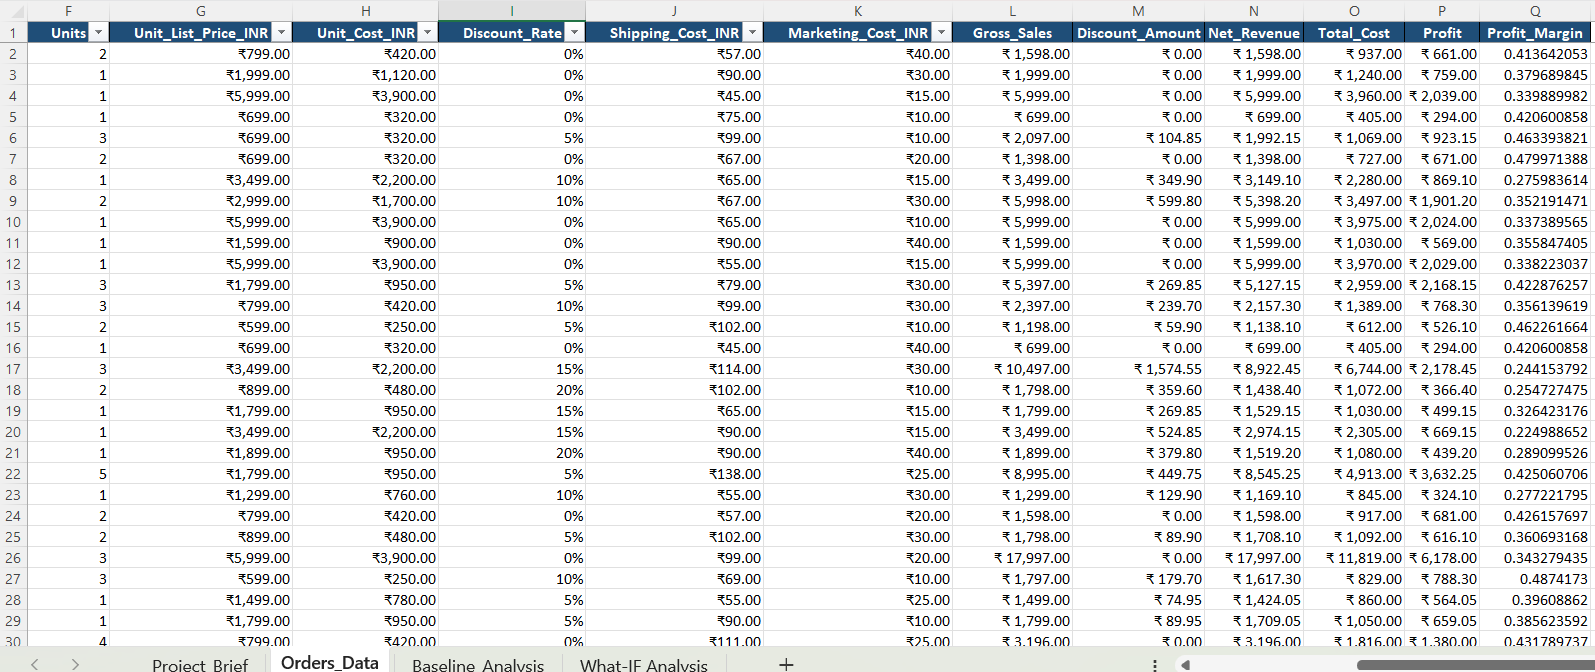 F G H I J K L M N O P Q
1 Units Unit_List_Price_INR Unit_Cost_INR Discount_Rate Shipping_Cost_INR Marketing_Cost_INR Gross_Sales Discount_Amount Net_Revenue Total_Cost Profit Profit_Margin
2 2 ₹799.00 ₹420.00 0% ₹57.00 ₹40.00 ₹ 1,598.00 ₹ 0.00 ₹ 1,598.00 ₹ 937.00 ₹ 661.00 0.413642053
3 1 ₹1,999.00 ₹1,120.00 0% ₹90.00 ₹30.00 ₹ 1,999.00 ₹ 0.00 ₹ 1,999.00 ₹ 1,240.00 ₹ 759.00 0.379689845
4 1 ₹5,999.00 ₹3,900.00 0% ₹45.00 ₹15.00 ₹ 5,999.00 ₹ 0.00 ₹ 5,999.00 ₹ 3,960.00 ₹ 2,039.00 0.339889982
5 1 ₹699.00 ₹320.00 0% ₹75.00 ₹10.00 ₹ 699.00 ₹ 0.00 ₹ 699.00 ₹ 405.00 ₹ 294.00 0.420600858
6 3 ₹699.00 ₹320.00 5% ₹99.00 ₹10.00 ₹ 2,097.00 ₹ 104.85 ₹ 1,992.15 ₹ 1,069.00 ₹ 923.15 0.463393821
7 2 ₹699.00 ₹320.00 0% ₹67.00 ₹20.00 ₹ 1,398.00 ₹ 0.00 ₹ 1,398.00 ₹ 727.00 ₹ 671.00 0.479971388
8 1 ₹3,499.00 ₹2,200.00 10% ₹65.00 ₹15.00 ₹ 3,499.00 ₹ 349.90 ₹ 3,149.10 ₹ 2,280.00 ₹ 869.10 0.275983614
9 2 ₹2,999.00 ₹1,700.00 10% ₹67.00 ₹30.00 ₹ 5,998.00 ₹ 599.80 ₹ 5,398.20 ₹ 3,497.00 ₹ 1,901.20 0.352191471
10 1 ₹5,999.00 ₹3,900.00 0% ₹65.00 ₹10.00 ₹ 5,999.00 ₹ 0.00 ₹ 5,999.00 ₹ 3,975.00 ₹ 2,024.00 0.337389565
11 1 ₹1,599.00 ₹900.00 0% ₹90.00 ₹40.00 ₹ 1,599.00 ₹ 0.00 ₹ 1,599.00 ₹ 1,030.00 ₹ 569.00 0.355847405
12 1 ₹5,999.00 ₹3,900.00 0% ₹55.00 ₹15.00 ₹ 5,999.00 ₹ 0.00 ₹ 5,999.00 ₹ 3,970.00 ₹ 2,029.00 0.338223037
13 3 ₹1,799.00 ₹950.00 5% ₹79.00 ₹30.00 ₹ 5,397.00 ₹ 269.85 ₹ 5,127.15 ₹ 2,959.00 ₹ 2,168.15 0.422876257
14 3 ₹799.00 ₹420.00 10% ₹99.00 ₹30.00 ₹ 2,397.00 ₹ 239.70 ₹ 2,157.30 ₹ 1,389.00 ₹ 768.30 0.356139619
15 2 ₹599.00 ₹250.00 5% ₹102.00 ₹10.00 ₹ 1,198.00 ₹ 59.90 ₹ 1,138.10 ₹ 612.00 ₹ 526.10 0.462261664
16 1 ₹699.00 ₹320.00 0% ₹45.00 ₹40.00 ₹ 699.00 ₹ 0.00 ₹ 699.00 ₹ 405.00 ₹ 294.00 0.420600858
17 3 ₹3,499.00 ₹2,200.00 15% ₹114.00 ₹30.00 ₹ 10,497.00 ₹ 1,574.55 ₹ 8,922.45 ₹ 6,744.00 ₹ 2,178.45 0.244153792
18 2 ₹899.00 ₹480.00 20% ₹102.00 ₹10.00 ₹ 1,798.00 ₹ 359.60 ₹ 1,438.40 ₹ 1,072.00 ₹ 366.40 0.254727475
19 1 ₹1,799.00 ₹950.00 15% ₹65.00 ₹15.00 ₹ 1,799.00 ₹ 269.85 ₹ 1,529.15 ₹ 1,030.00 ₹ 499.15 0.326423176
20 1 ₹3,499.00 ₹2,200.00 15% ₹90.00 ₹15.00 ₹ 3,499.00 ₹ 524.85 ₹ 2,974.15 ₹ 2,305.00 ₹ 669.15 0.224988652
21 1 ₹1,899.00 ₹950.00 20% ₹90.00 ₹40.00 ₹ 1,899.00 ₹ 379.80 ₹ 1,519.20 ₹ 1,080.00 ₹ 439.20 0.289099526
22 5 ₹1,799.00 ₹950.00 5% ₹138.00 ₹25.00 ₹ 8,995.00 ₹ 449.75 ₹ 8,545.25 ₹ 4,913.00 ₹ 3,632.25 0.425060706
23 1 ₹1,299.00 ₹760.00 10% ₹55.00 ₹30.00 ₹ 1,299.00 ₹ 129.90 ₹ 1,169.10 ₹ 845.00 ₹ 324.10 0.277221795
24 2 ₹799.00 ₹420.00 0% ₹57.00 ₹20.00 ₹ 1,598.00 ₹ 0.00 ₹ 1,598.00 ₹ 917.00 ₹ 681.00 0.426157697
25 2 ₹899.00 ₹480.00 5% ₹102.00 ₹30.00 ₹ 1,798.00 ₹ 89.90 ₹ 1,708.10 ₹ 1,092.00 ₹ 616.10 0.360693168
26 3 ₹5,999.00 ₹3,900.00 0% ₹99.00 ₹20.00 ₹ 17,997.00 ₹ 0.00 ₹ 17,997.00 ₹ 11,819.00 ₹ 6,178.00 0.343279435
27 3 ₹599.00 ₹250.00 10% ₹69.00 ₹10.00 ₹ 1,797.00 ₹ 179.70 ₹ 1,617.30 ₹ 829.00 ₹ 788.30 0.4874173
28 1 ₹1,499.00 ₹780.00 5% ₹55.00 ₹25.00 ₹ 1,499.00 ₹ 74.95 ₹ 1,424.05 ₹ 860.00 ₹ 564.05 0.39608862
29 1 ₹1,799.00 ₹950.00 5% ₹90.00 ₹10.00 ₹ 1,799.00 ₹ 89.95 ₹ 1,709.05 ₹ 1,050.00 ₹ 659.05 0.385623592
30 4 ₹799.00 ₹420.00 0% ₹111.00 ₹25.00 ₹ 3,196.00 ₹ 0.00 ₹ 3,196.00 ₹ 1,816.00 ₹ 1,380.00 0.431789737
Project Brief Orders_Data Baseline Analysis What-IF Analysis +